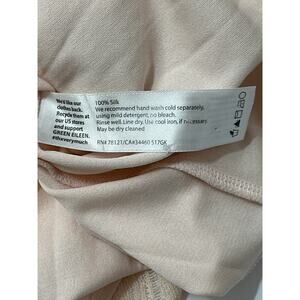 We'd like our
clothes back.
Recycle them at
our US stores
and support
GREEN EILEEN.
#thaverymuch
100% Silk
We recommend hand wash cold separately,
using mild detergent, no bleach.
Rinse well. Line dry. Use cool iron, if necessary.
May be dry cleaned
RN# 78121/CA#34460 517GK